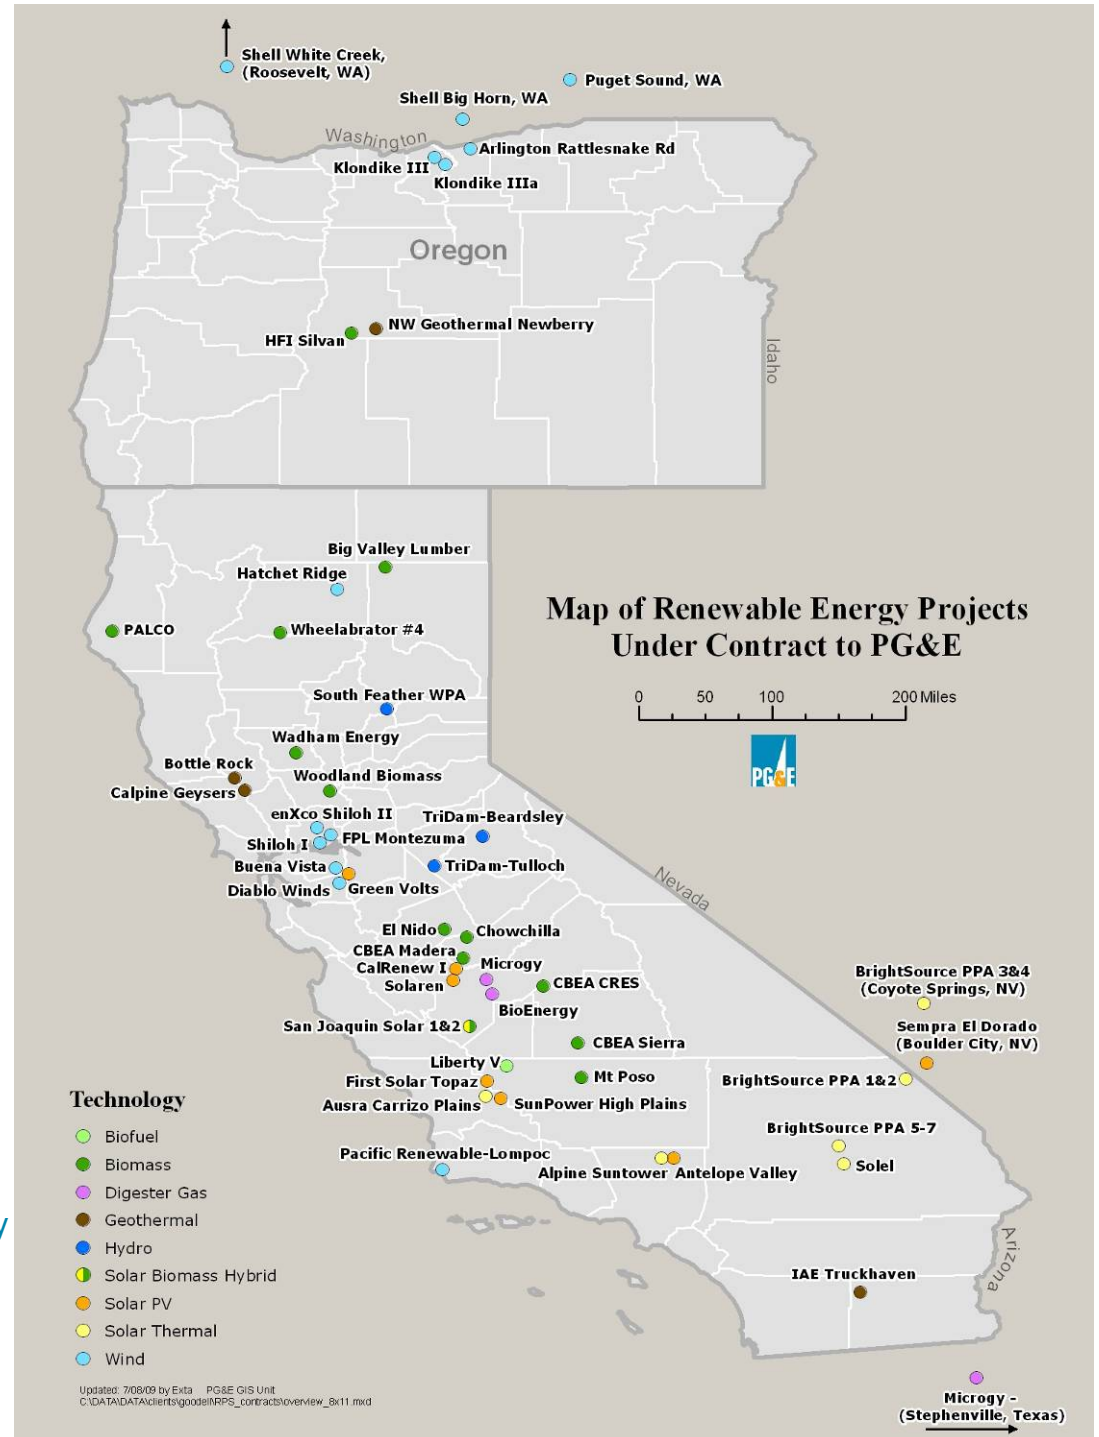 Shell White Creek,
(Roosevelt, WA)
Puget Sound, WA
Shell Big Horn, WA
Washington
Arlington Rattlesnake Rd
Klondike III
Klondike IIIa
Oregon
NW Geothermal Newberry
HFI Silvan
Idaho
Big Valley Lumber
Hatchet Ridge
Map of Renewable Energy Projects
Under Contract to PG&E
PALCO
Wheelabrator #4
0 50 100 200 Miles
South Feather WPA
PG&E
Wadham Energy
Bottle Rock
Woodland Biomass
Calpine Geysers
enXco Shiloh II
TriDam-Beardsley
FPL Montezuma
Shiloh I
Buena Vista
TriDam-Tulloch
Nevada
Diablo Winds
Green Volts
El Nido
Chowchilla
CBEA Madera
CalRenew I
Microgy
Solaren
CBEA CRES
BrightSource PPA 3&4
(Coyote Springs, NV)
BioEnergy
San Joaquin Solar 1&2
Sempra El Dorado
(Boulder City, NV)
CBEA Sierra
Liberty V
Mt Poso
First Solar Topaz
BrightSource PPA 1&2
Ausra Carrizo Plains
SunPower High Plains
BrightSource PPA 5-7
Pacific Renewable-Lompoc
Solel
Alpine Suntower
Antelope Valley
Technology
Biofuel
Biomass
Digester Gas
Geothermal
Hydro
Solar Biomass Hybrid
Solar PV
Solar Thermal
Wind
Arizona
IAE Truckhaven
Updated: 7/08/09 by Exta PG&E GIS Unit
C:\DATA\DATA\clients\goodell\RPS_contracts\overview_8x11.mxd
Microgy -
(Stephenville, Texas)